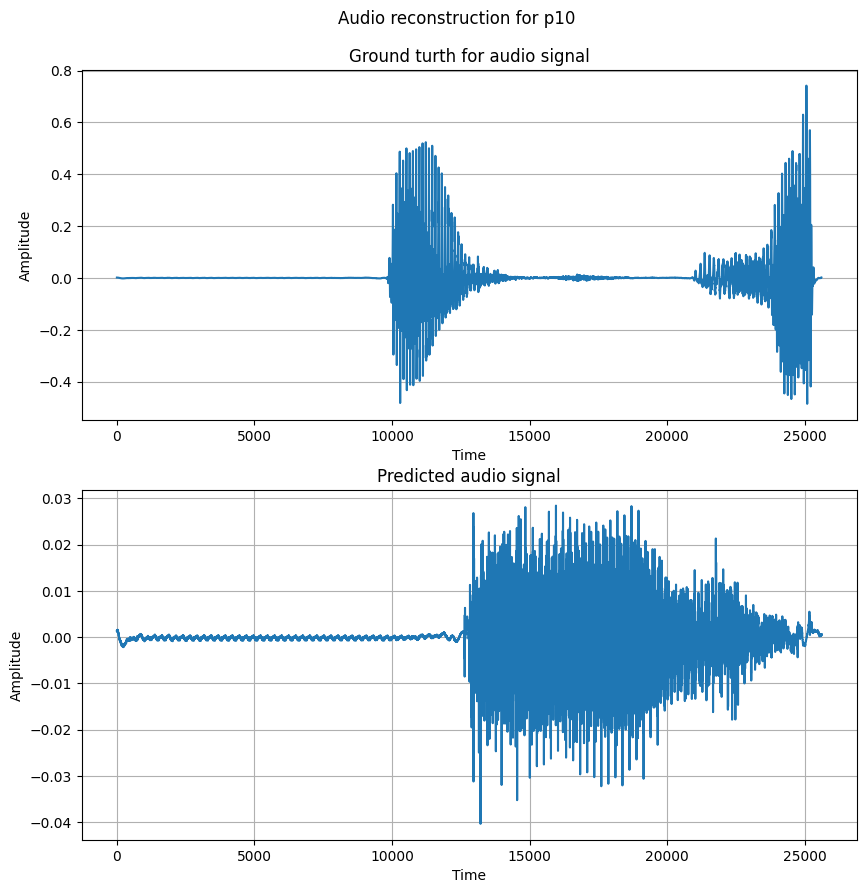 Audio reconstruction for p10
Ground turth for audio signal
0.8
0.6
0.4
0.2
0.0
−0.2
−0.4
Amplitude
0 5000 10000 15000 20000 25000
Time
Predicted audio signal
0.03
0.02
0.01
0.00
−0.01
−0.02
−0.03
−0.04
Amplitude
0 5000 10000 15000 20000 25000
Time